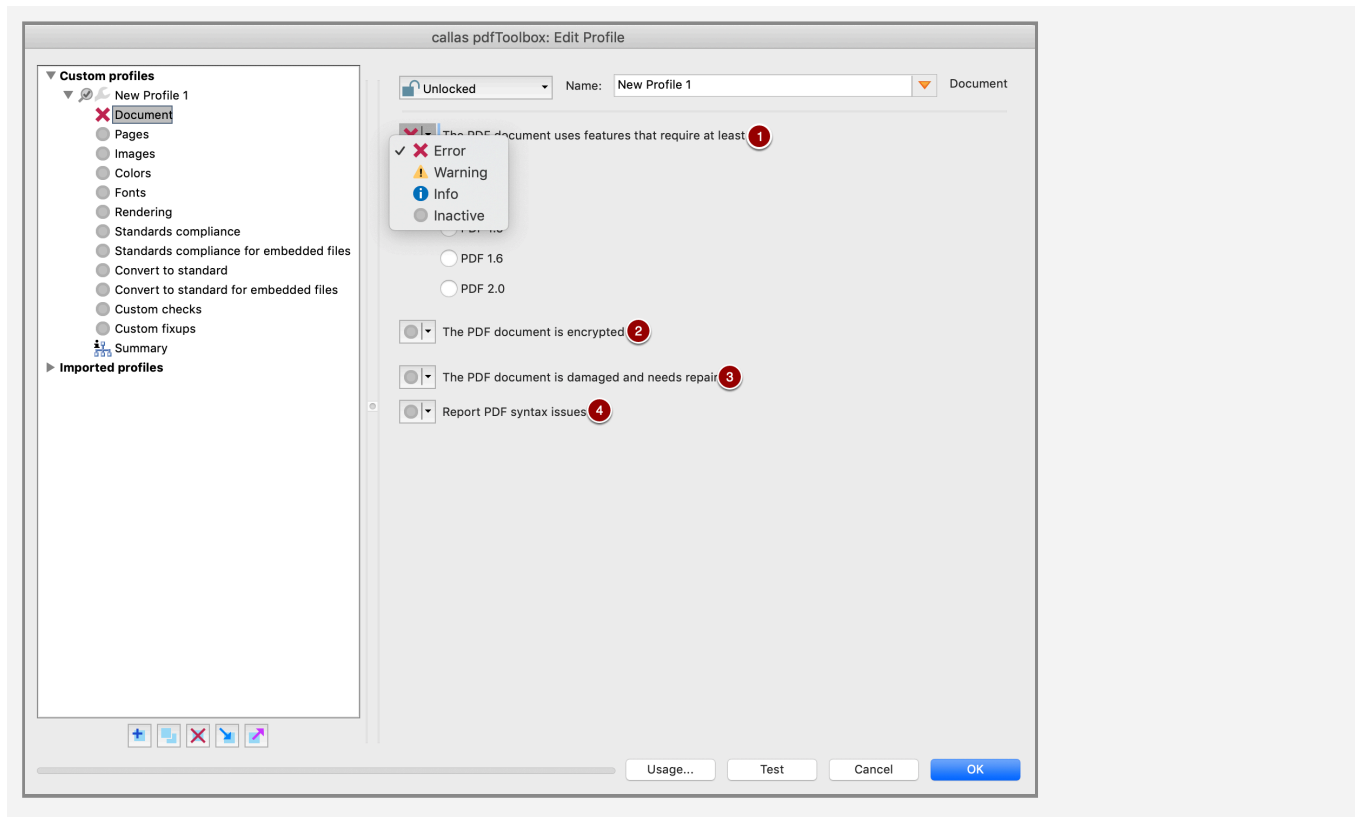 callas pdfToolbox: Edit Profile
Custom profiles
New Profile 1
Document
Pages
Images
Colors
Fonts
Rendering
Standards compliance
Standards compliance for embedded files
Convert to standard
Convert to standard for embedded files
Custom checks
Custom fixups
Summary
Imported profiles
Unlocked
Name:
New Profile 1
Document
The PDF document uses features that require at least 1
Error
Warning
Info
Inactive
PDF 1.6
PDF 2.0
The PDF document is encrypted 2
The PDF document is damaged and needs repair 3
Report PDF syntax issues 4
Usage...
Test
Cancel
OK